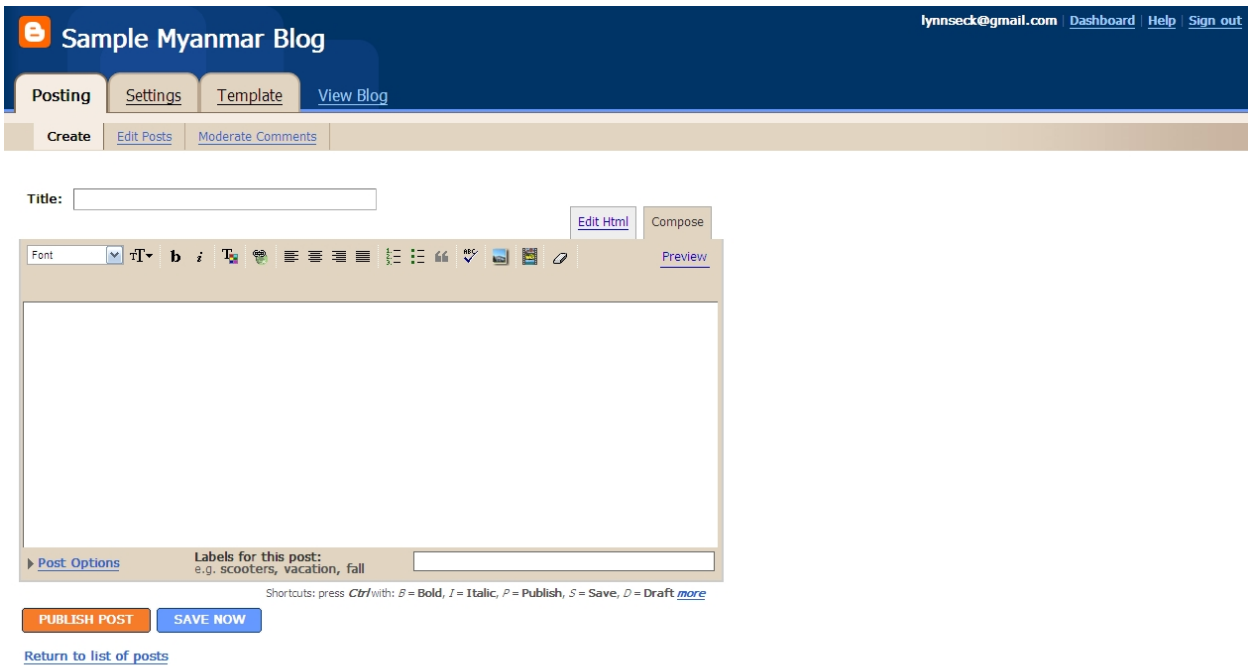 lynnseck@gmail.com | Dashboard | Help | Sign out
Sample Myanmar Blog
Posting Settings Template View Blog
Create Edit Posts Moderate Comments
Title:
Edit Html Compose
Font Preview
Post Options
Labels for this post:
e.g. scooters, vacation, fall
Shortcuts: press Ctrl with: B = Bold, I = Italic, P = Publish, S = Save, D = Draft more
PUBLISH POST SAVE NOW
Return to list of posts